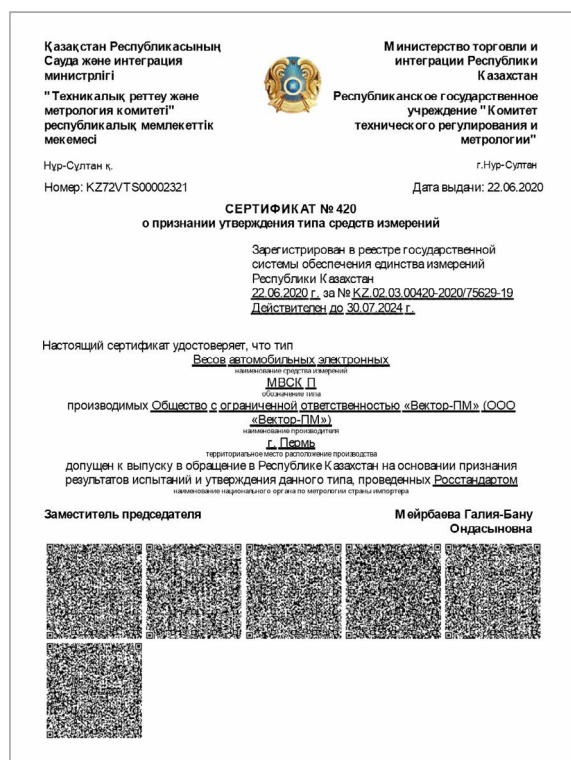 Қазақстан Республикасының
Сауда және интеграция
министрлігі
"Техникалық реттеу және
метрология комитеті"
республикалық мемлекеттік
мекемесі
Министерство торговли и
интеграции Республики
Казахстан
Республиканское государственное
учреждение "Комитет
технического регулирования и
метрологии"
Нұр-Сұлтан қ.
г.Нур-Султан
Номер: KZ72VTS00002321
Дата выдачи: 22.06.2020
СЕРТИФИКАТ № 420
о признании утверждения типа средств измерений
Зарегистрирован в реестре государственной
системы обеспечения единства измерений
Республики Казахстан
22.06.2020 г. за № KZ.02.03.00420-2020/75629-19
Действителен до 30.07.2024 г.
Настоящий сертификат удостоверяет, что тип
Весов автомобильных электронных
наименование средства измерений
МВСК П
обозначение типа
производимых Общество с ограниченной ответственностью «Вектор-ПМ» (ООО
«Вектор-ПМ»)
наименование производителя
г. Пермь
территориальное место расположение производства
допущен к выпуску в обращение в Республике Казахстан на основании признания
результатов испытаний и утверждения данного типа, проведенных Росстандартом
наименование национального органа по метрологии страны импортера
Заместитель председателя
Мейрбаева Галия-Бану
Ондасыновна